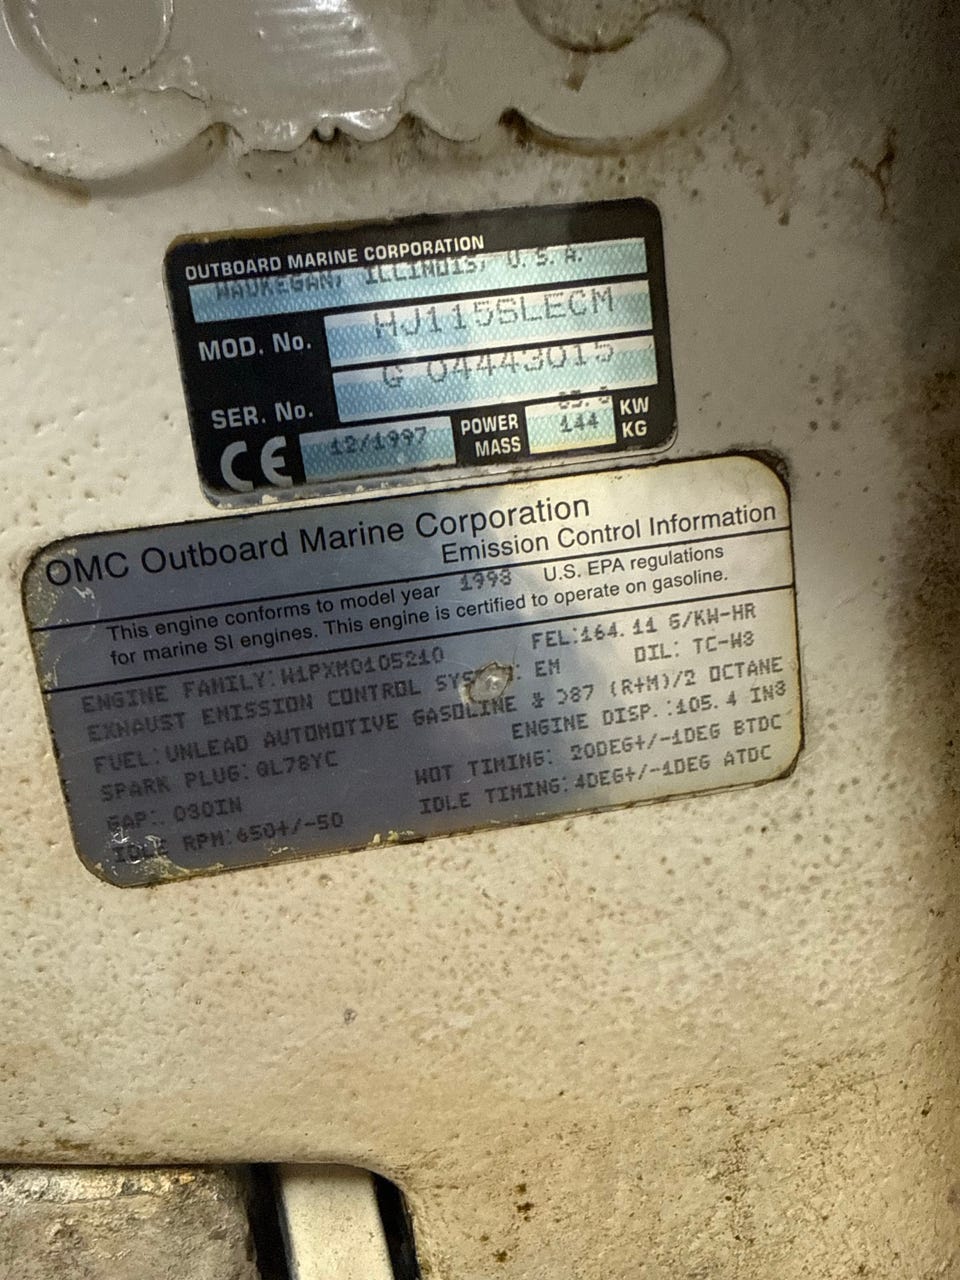 OUTBOARD MARINE CORPORATION
WAUKEGAN, ILLINOIS, U.S.A.
MOD. No. HJ115SLECM
SER. No. G 04443015
CE 12/1997 POWER MASS 144 KW KG
OMC Outboard Marine Corporation
Emission Control Information
This engine conforms to model year 1998 U.S. EPA regulations
for marine SI engines. This engine is certified to operate on gasoline.
ENGINE FAMILY: W1PXM0105210 FEL:164.11 G/KW-HR
EXHAUST EMISSION CONTROL : EM OIL: TC-W3
FUEL: UNLEAD AUTOMOTIVE GASOLINE 87 (R+M)/2 OCTANE
SPARK PLUG: QL78YC ENGINE DISP.:105.4 IN3
GAP:.030IN WOT TIMING: 20DEG+/-1DEG BTDC
IDLE RPM:650+/-50 IDLE TIMING: 4DEG+/-1DEG ATDC